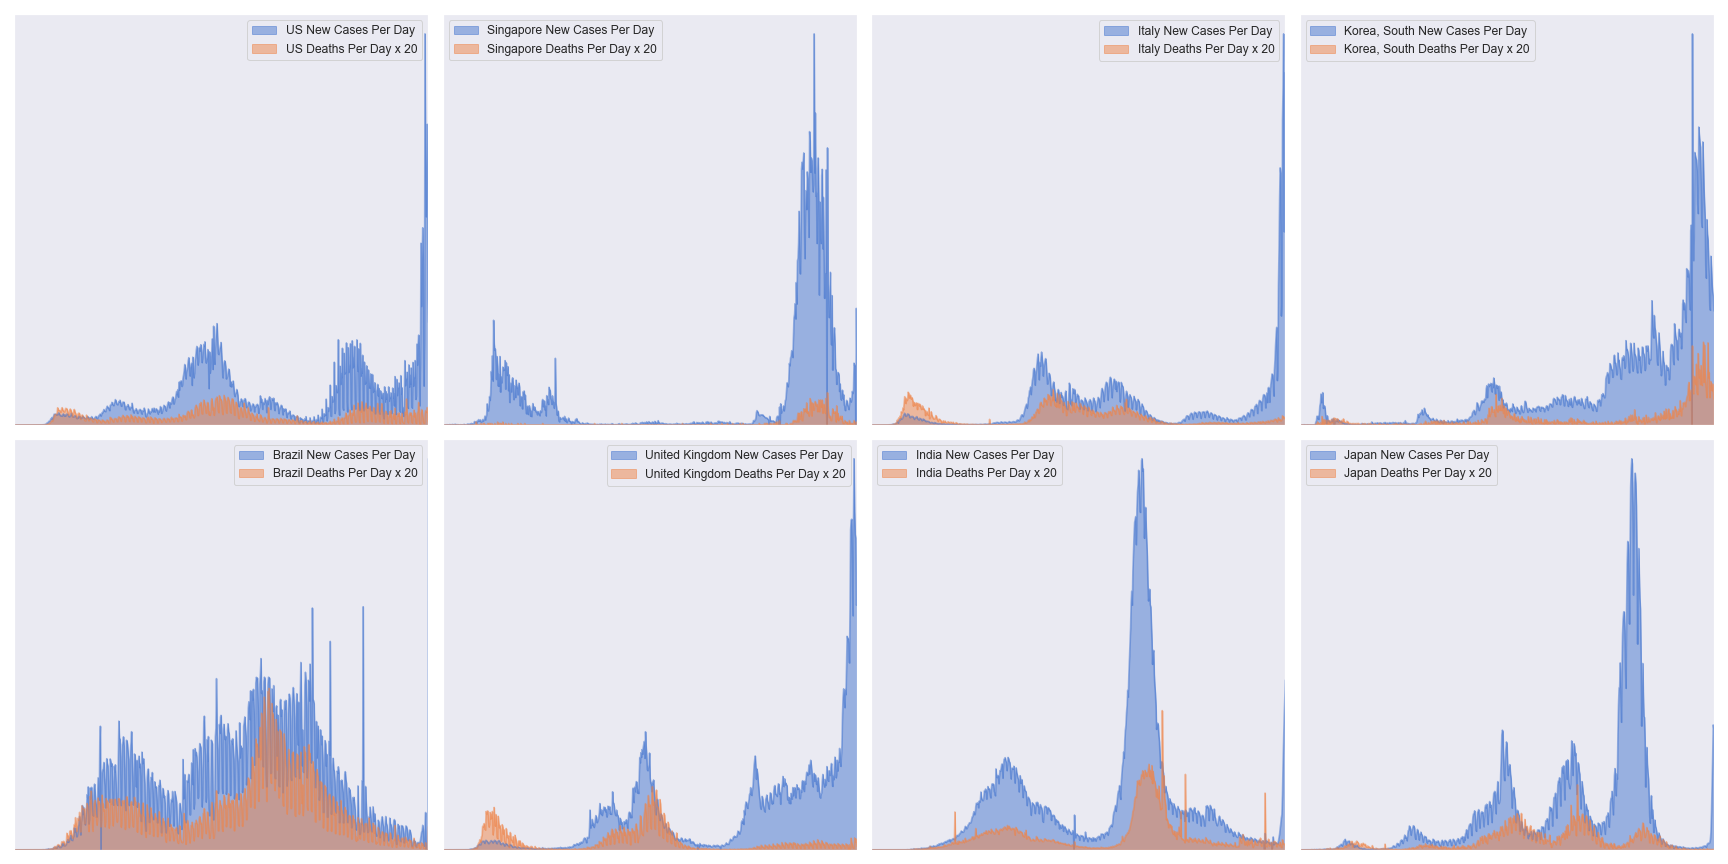 US New Cases Per Day
US Deaths Per Day x 20
Singapore New Cases Per Day
Singapore Deaths Per Day x 20
Italy New Cases Per Day
Italy Deaths Per Day x 20
Korea, South New Cases Per Day
Korea, South Deaths Per Day x 20
Brazil New Cases Per Day
Brazil Deaths Per Day x 20
United Kingdom New Cases Per Day
United Kingdom Deaths Per Day x 20
India New Cases Per Day
India Deaths Per Day x 20
Japan New Cases Per Day
Japan Deaths Per Day x 20